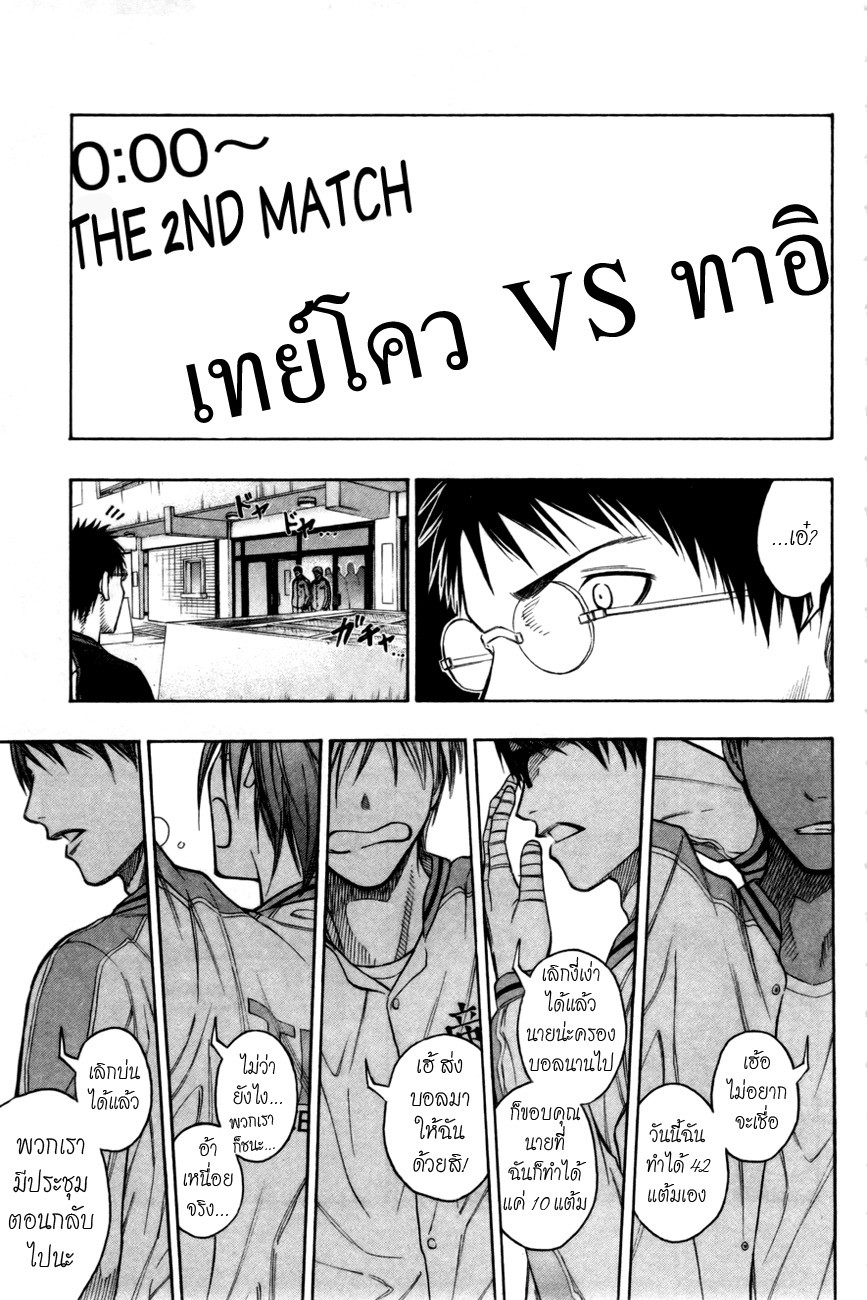 0:00～
THE 2ND MATCH
เทย์โคว VS ทาอิ
...เอ๋?
ドヤ
ドヤ...
ガチャ...
เฮ้อ
ไม่อยาก
จะเชื่อ
วันนี้ฉัน
ทำได้ 42
แต้มเอง
เลิกงี่เง่า
ได้แล้ว
นายน่ะครอง
บอลนานไป
ก็ขอบคุณ
นายที่
ฉันก็ทำได้
แค่ 10 แต้ม
帝
เฮ้ ส่ง
บอลมา
ให้ฉัน
ด้วยสิ!
ไม่ว่า
ยังไง...
พวกเรา
ก็ชนะ...
อ้า
เหนื่อย
จริง...
เลิกบ่น
ได้แล้ว
พวกเรา
มีประชุม
ตอนกลับ
ไปนะ